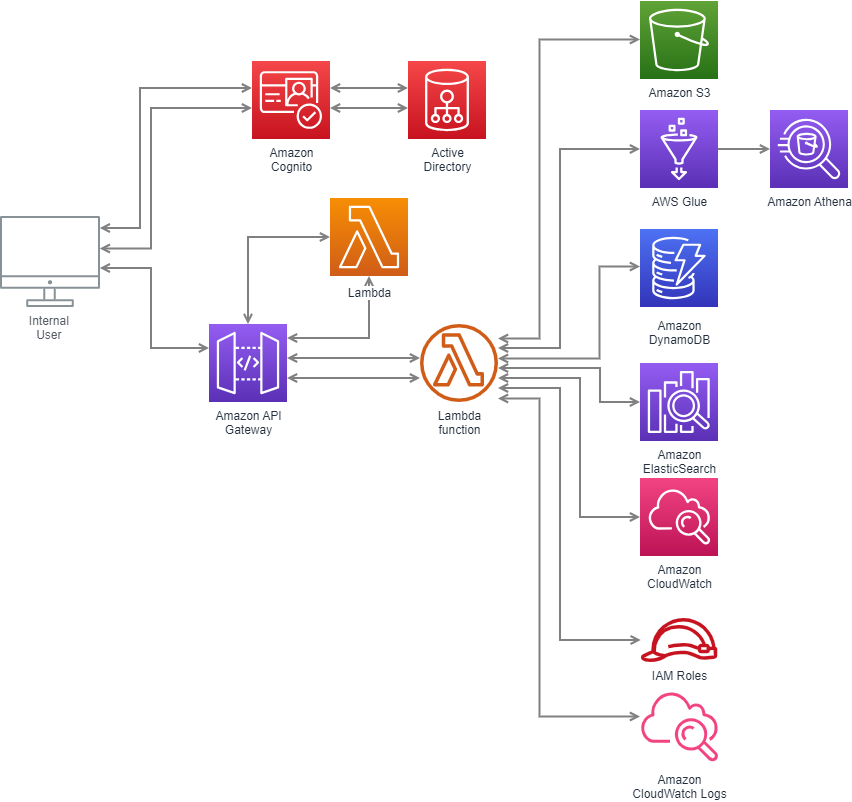 Amazon S3
Amazon
Cognito
Active
Directory
AWS Glue
Amazon Athena
Lambda
Internal
User
Amazon
DynamoDB
Amazon API
Gateway
Lambda
function
Amazon
ElasticSearch
Amazon
CloudWatch
IAM Roles
Amazon
CloudWatch Logs